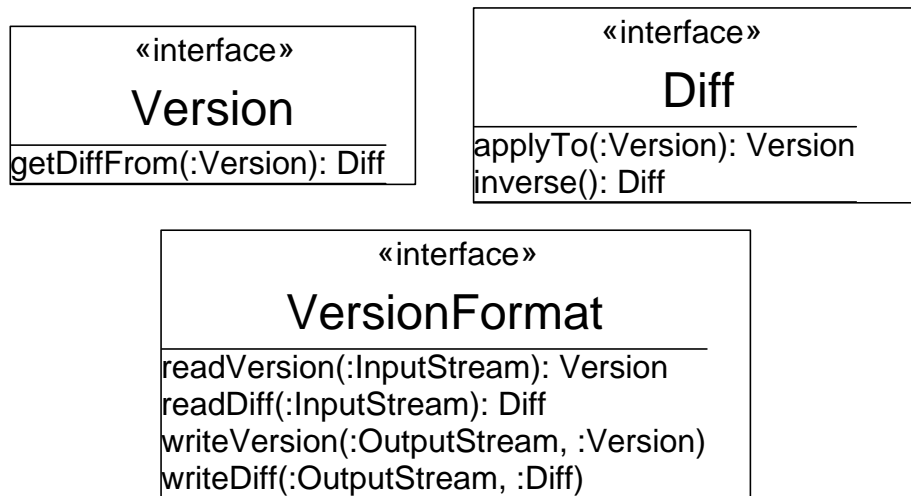 «interface»
Version
getDiffFrom(:Version): Diff
«interface»
Diff
applyTo(:Version): Version
inverse(): Diff
«interface»
VersionFormat
readVersion(:InputStream): Version
readDiff(:InputStream): Diff
writeVersion(:OutputStream, :Version)
writeDiff(:OutputStream, :Diff)